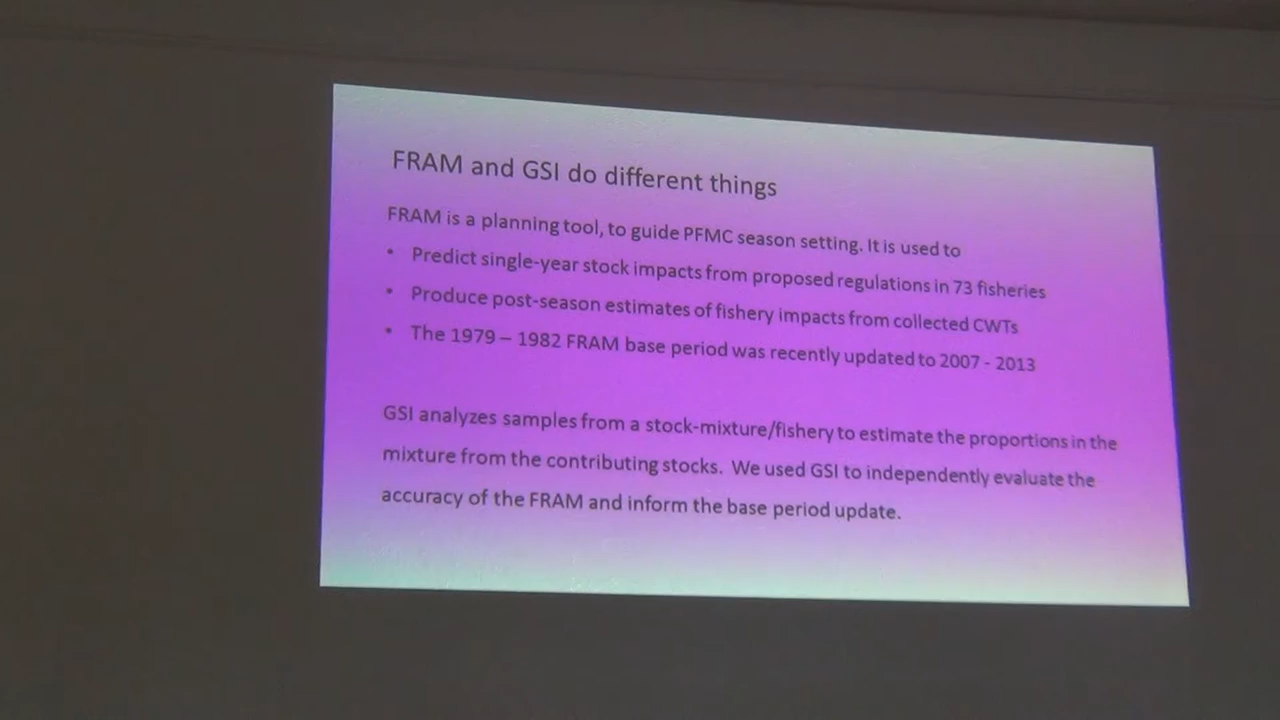 FRAM and GSI do different things
FRAM is a planning tool, to guide PFMC season setting. It is used to
• Predict single-year stock impacts from proposed regulations in 73 fisheries
• Produce post-season estimates of fishery impacts from collected CWTs
• The 1979 – 1982 FRAM base period was recently updated to 2007 - 2013
GSI analyzes samples from a stock-mixture/fishery to estimate the proportions in the
mixture from the contributing stocks. We used GSI to independently evaluate the
accuracy of the FRAM and inform the base period update.